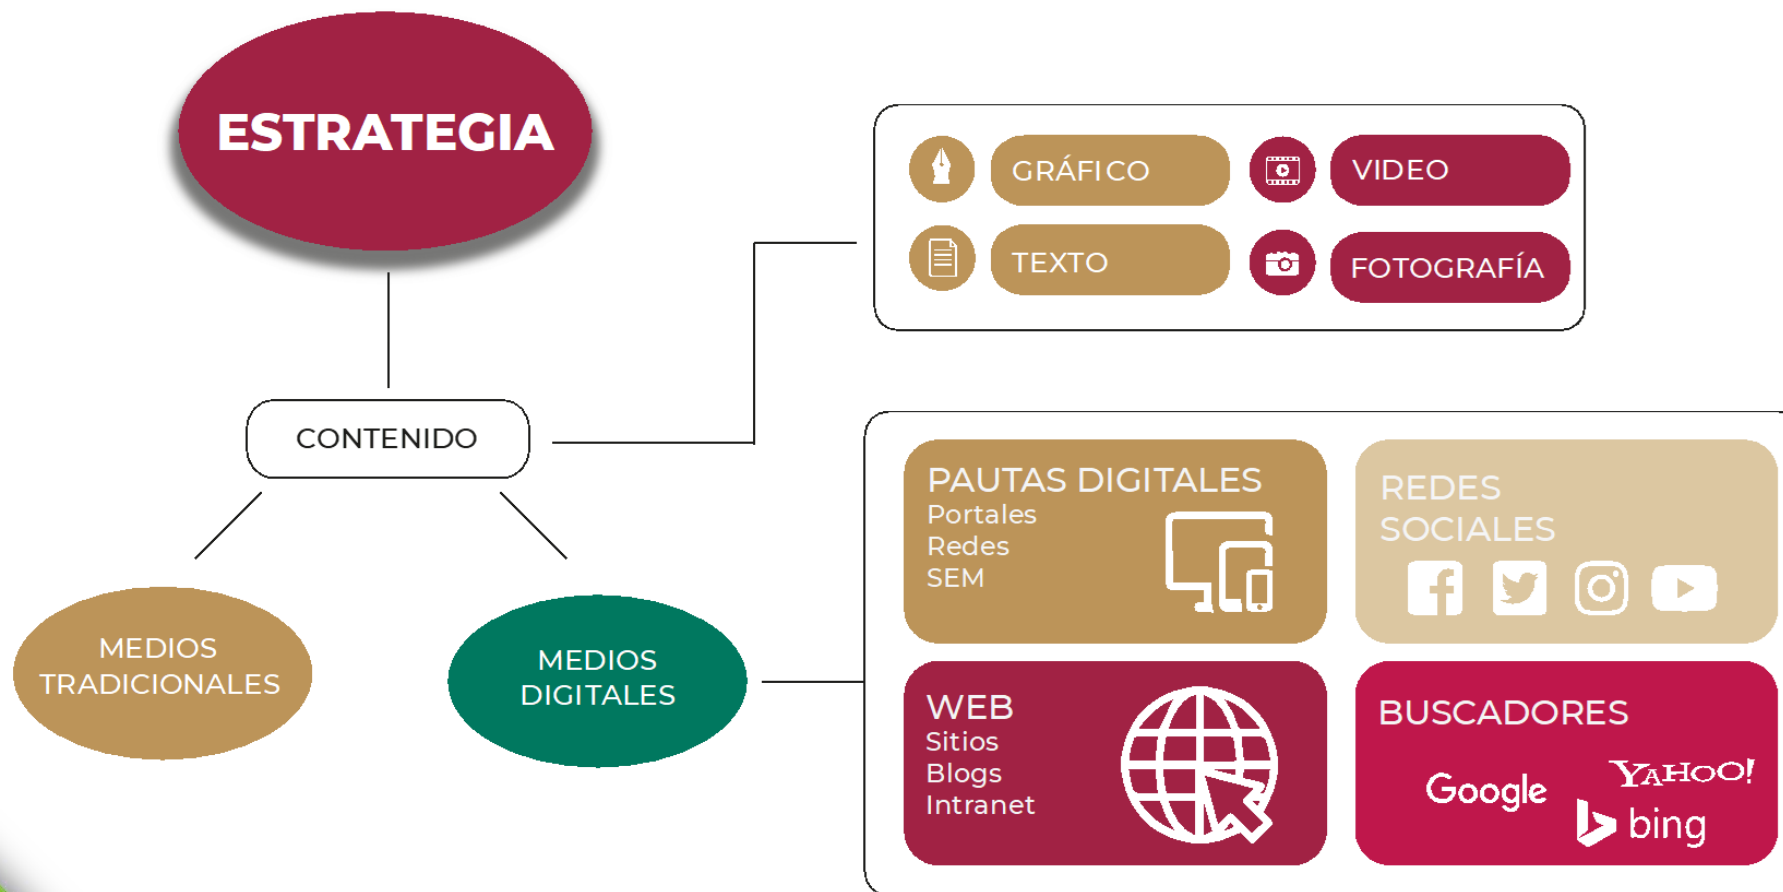 ESTRATEGIA
GRÁFICO
VIDEO
TEXTO
FOTOGRAFÍA
CONTENIDO
MEDIOS
TRADICIONALES
MEDIOS
DIGITALES
PAUTAS DIGITALES
Portales
Redes
SEM
REDES
SOCIALES
WEB
Sitios
Blogs
Intranet
BUSCADORES
Google
YAHOO!
bing